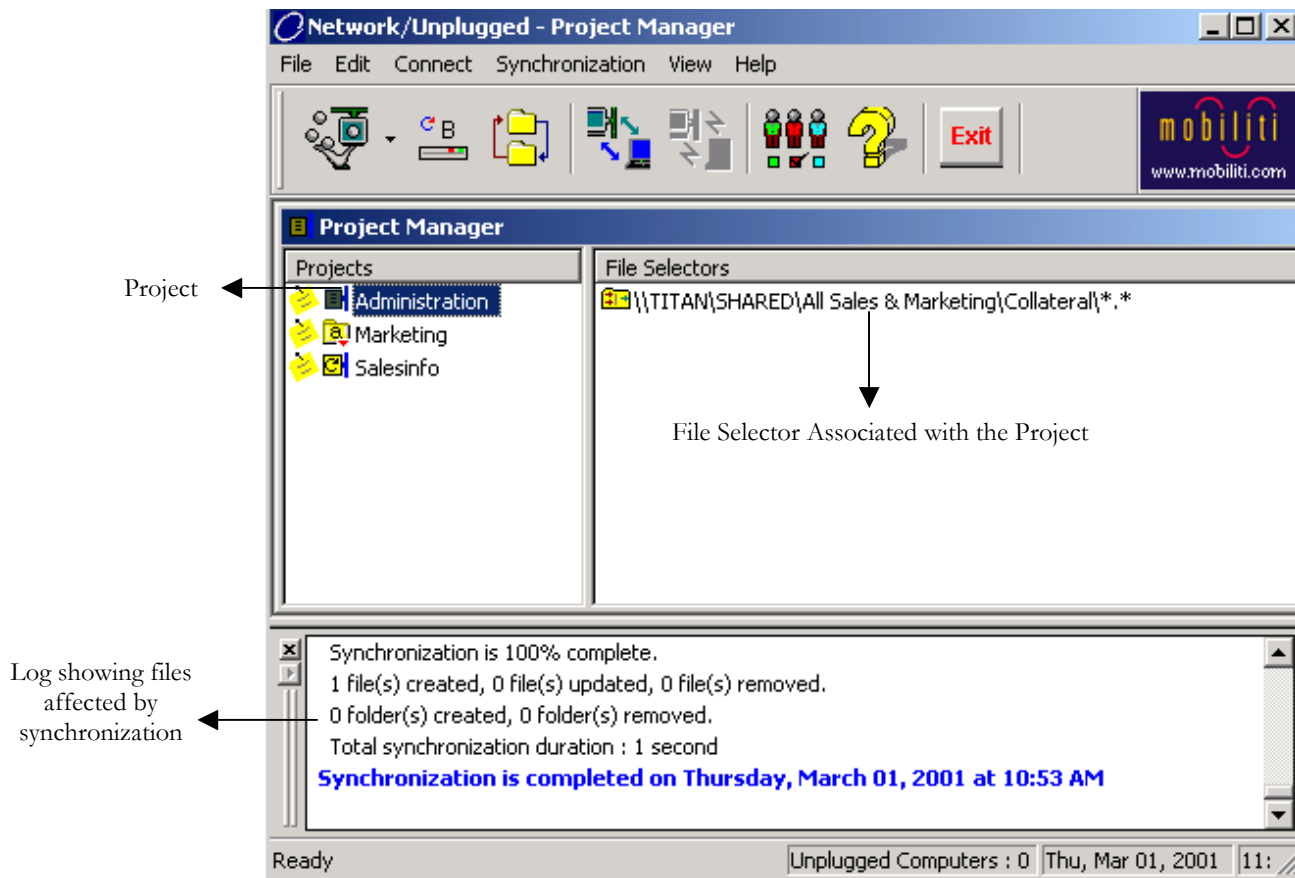 Network/Unplugged - Project Manager
File Edit Connect Synchronization View Help
B
Exit
mobiliti
www.mobiliti.com
Project Manager
Projects
File Selectors
Project
Administration
\\TITAN\SHARED\All Sales & Marketing\Collateral\*.*
a
Marketing
Salesinfo
File Selector Associated with the Project
Log showing files
affected by
synchronization
Synchronization is 100% complete.
1 file(s) created, 0 file(s) updated, 0 file(s) removed.
0 folder(s) created, 0 folder(s) removed.
Total synchronization duration : 1 second
Synchronization is completed on Thursday, March 01, 2001 at 10:53 AM
Ready
Unplugged Computers : 0
Thu, Mar 01, 2001
11: